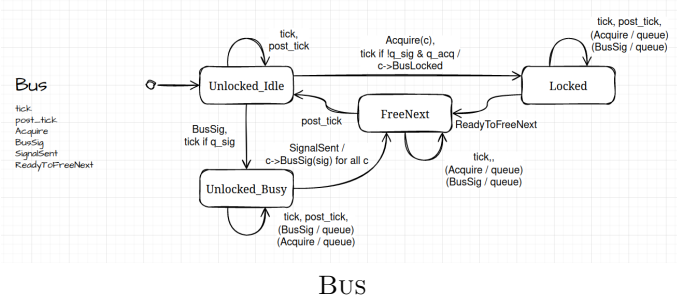 Bus
tick
post_tick
Acquire
BusSig
SignalSent
ReadyToFreeNext
tick,
post_tick
Unlocked_Idle
Acquire(c),
tick if !q_sig & q_acq /
c->BusLocked
tick, post_tick,
(Acquire / queue)
(BusSig / queue)
Locked
FreeNext
post_tick
ReadyToFreeNext
BusSig,
tick if q_sig
SignalSent /
c->BusSig(sig) for all c
tick,,
(Acquire / queue)
(BusSig / queue)
Unlocked_Busy
tick, post_tick,
(BusSig / queue)
(Acquire / queue)
BUS